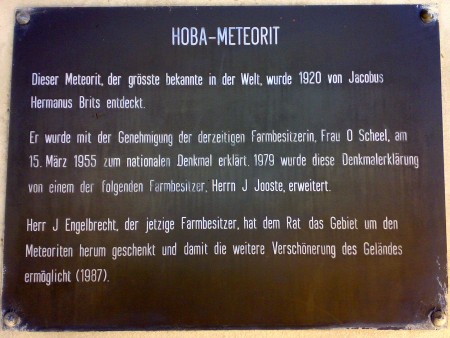 HOBA-METEORIT
Dieser Meteorit, der grösste bekannte in der Welt, wurde 1920 von Jacobus
Hermanus Brits entdeckt.
Er wurde mit der Genehmigung der derzeitigen Farmbesitzerin, Frau O Scheel, am
15. März 1955 zum nationalen Denkmal erklärt. 1979 wurde diese Denkmalerklärung
von einem der folgenden Farmbesitzer, Herrn J Jooste, erweitert.
Herr J Engelbrecht, der jetzige Farmbesitzer, hat dem Rat das Gebiet um den
Meteoriten herum geschenkt und damit die weitere Verschönerung des Geländes
ermöglicht (1987).